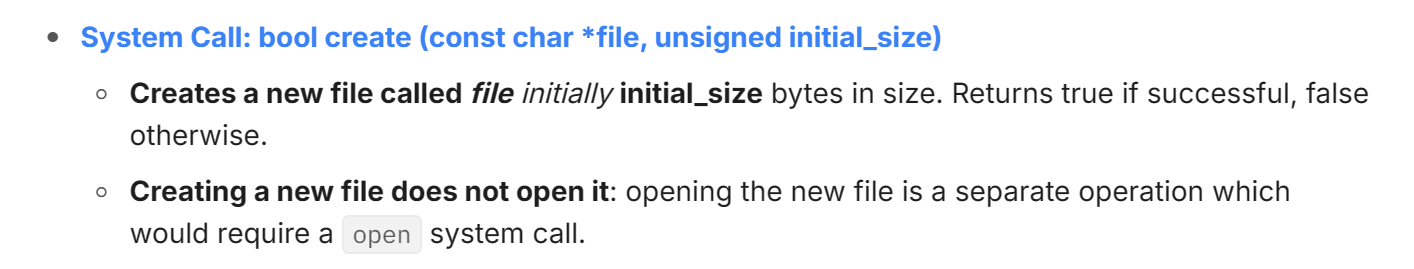 System Call: bool create (const char *file, unsigned initial_size)
Creates a new file called file initially initial_size bytes in size. Returns true if successful, false
otherwise.
Creating a new file does not open it: opening the new file is a separate operation which
would require a open system call.